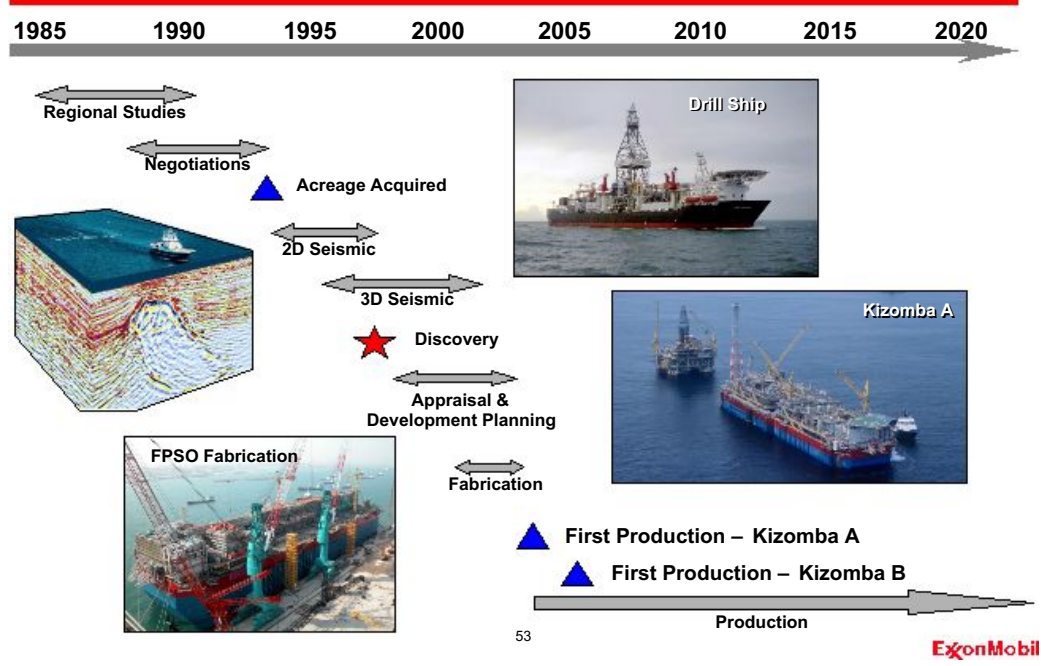 1985 1990 1995 2000 2005 2010 2015 2020
Regional Studies
Drill Ship
Negotiations
Acreage Acquired
2D Seismic
3D Seismic
Kizomba A
Discovery
Appraisal &
Development Planning
FPSO Fabrication
Fabrication
First Production – Kizomba A
First Production – Kizomba B
Production
53
ExxonMobil